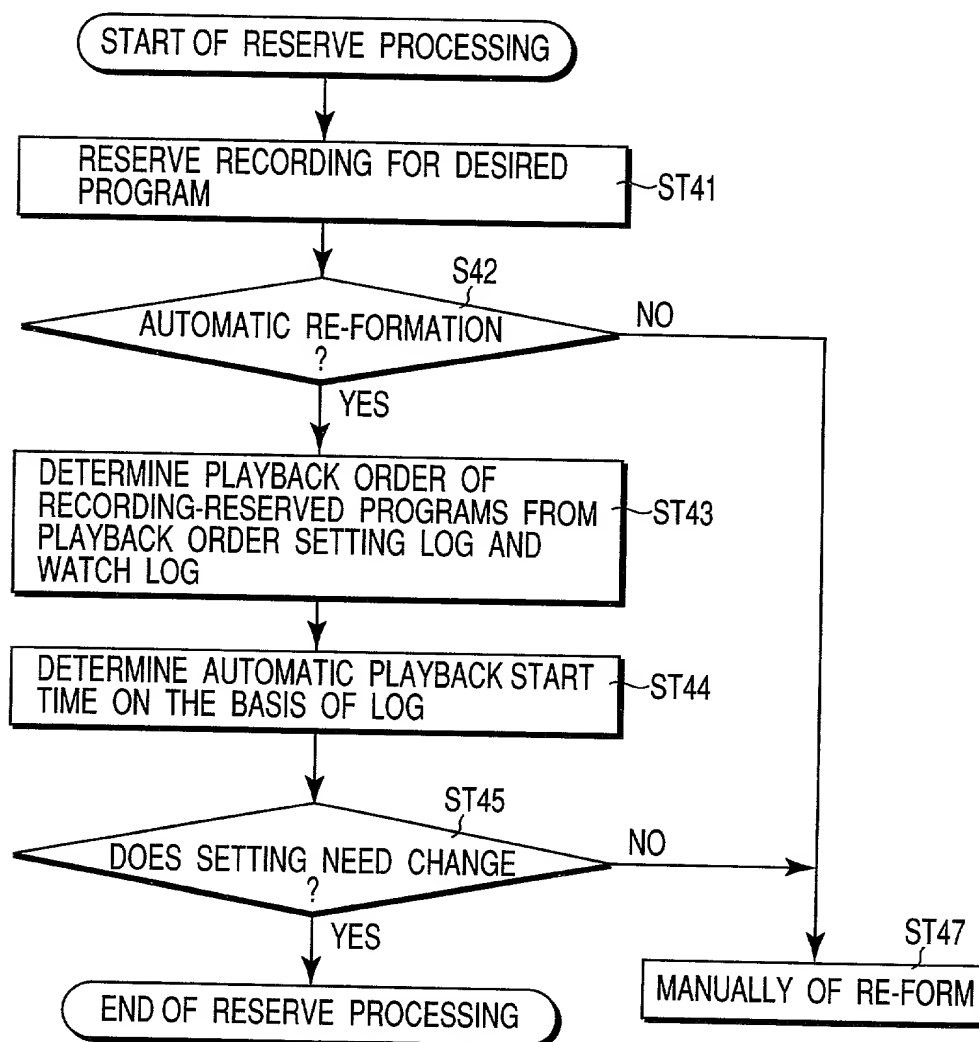 START OF RESERVE PROCESSING
RESERVE RECORDING FOR DESIRED
PROGRAM
ST41
S42
AUTOMATIC RE-FORMATION
?
NO
YES
DETERMINE PLAYBACK ORDER OF
RECORDING-RESERVED PROGRAMS FROM
PLAYBACK ORDER SETTING LOG AND
WATCH LOG
ST43
DETERMINE AUTOMATIC PLAYBACK START
TIME ON THE BASIS OF LOG
ST44
ST45
DOES SETTING NEED CHANGE
?
NO
YES
ST47
MANUALLY OF RE-FORM
END OF RESERVE PROCESSING